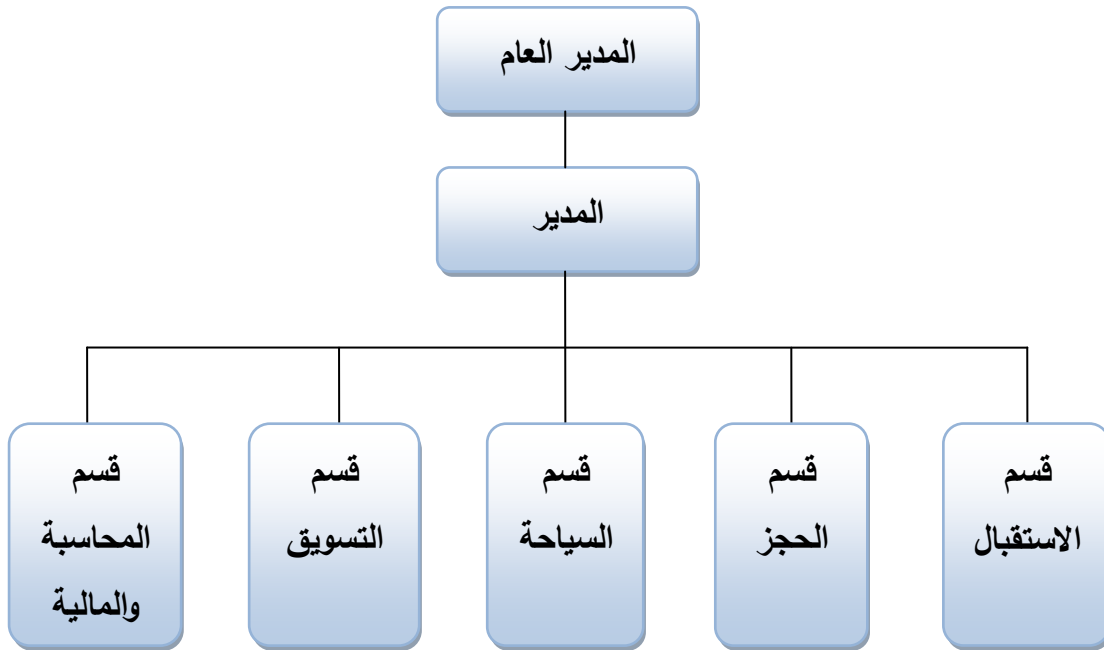 المدير العام
المدير
قسم
الاستقبال
قسم
الحجز
قسم
السياحة
قسم
التسويق
قسم
المحاسبة
والمالية